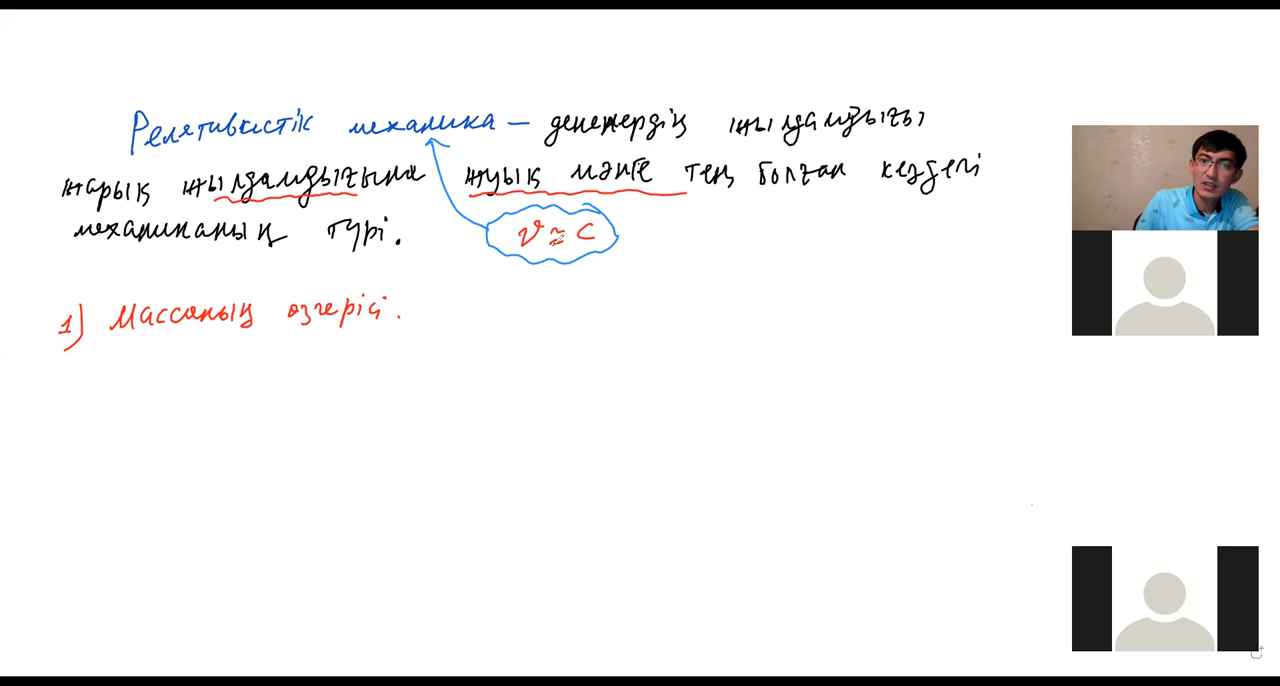 Релятивистік механика – денелердің жылдамдығы
жарық жылдамдығына жуық мәнге тең болған кездегі
механиканың түрі.
v ≈ c
1) Массаның өзгерісі.